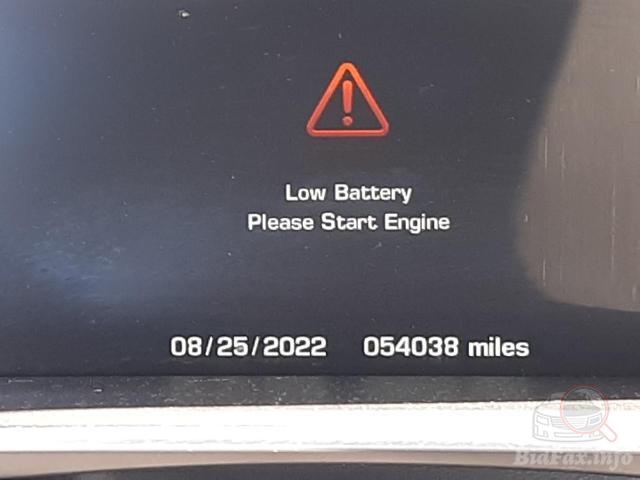 Low Battery
Please Start Engine
08/25/2022 054038 miles
BidFax.info